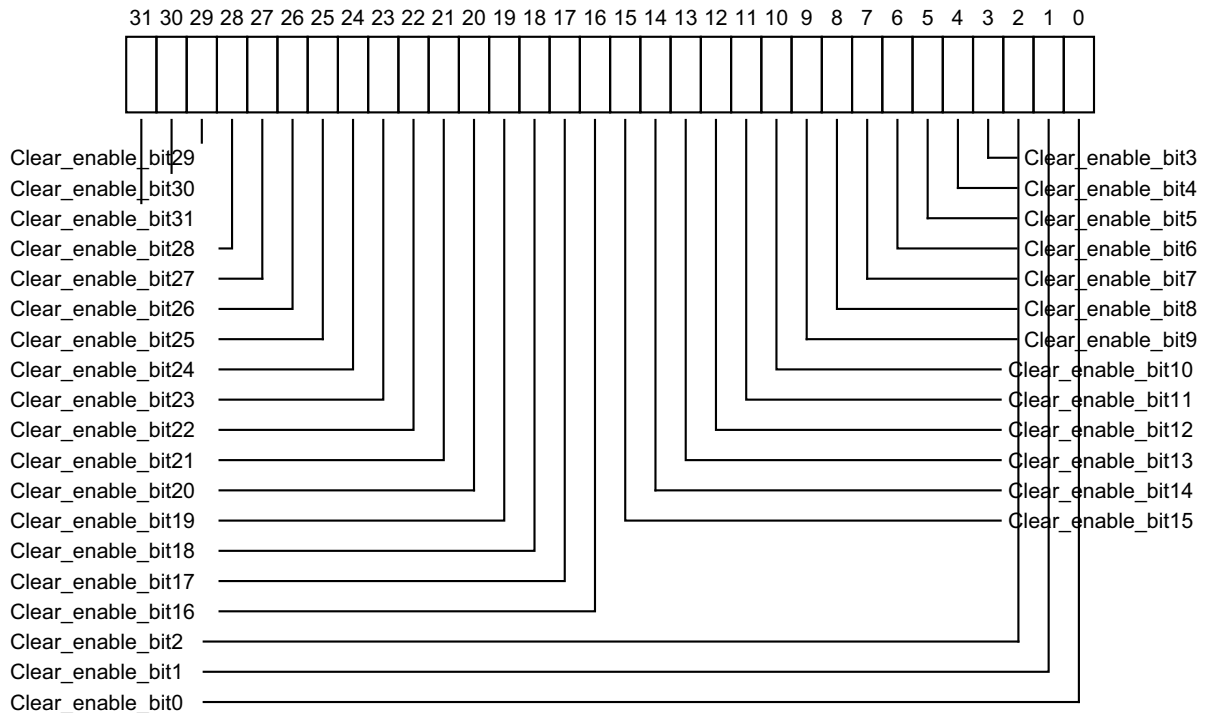 31 30 29 28 27 26 25 24 23 22 21 20 19 18 17 16 15 14 13 12 11 10 9 8 7 6 5 4 3 2 1 0
Clear_enable_bit29 Clear_enable_bit3
Clear_enable_bit30 Clear_enable_bit4
Clear_enable_bit31 Clear_enable_bit5
Clear_enable_bit28 Clear_enable_bit6
Clear_enable_bit27 Clear_enable_bit7
Clear_enable_bit26 Clear_enable_bit8
Clear_enable_bit25 Clear_enable_bit9
Clear_enable_bit24 Clear_enable_bit10
Clear_enable_bit23 Clear_enable_bit11
Clear_enable_bit22 Clear_enable_bit12
Clear_enable_bit21 Clear_enable_bit13
Clear_enable_bit20 Clear_enable_bit14
Clear_enable_bit19 Clear_enable_bit15
Clear_enable_bit18
Clear_enable_bit17
Clear_enable_bit16
Clear_enable_bit2
Clear_enable_bit1
Clear_enable_bit0